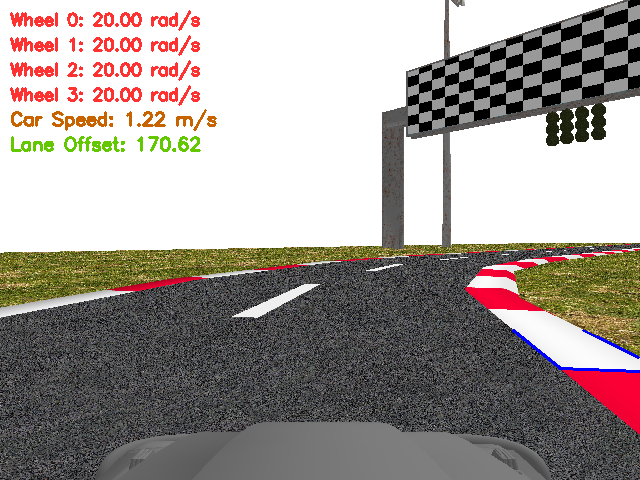 Wheel 0: 20.00 rad/s
Wheel 1: 20.00 rad/s
Wheel 2: 20.00 rad/s
Wheel 3: 20.00 rad/s
Car Speed: 1.22 m/s
Lane Offset: 170.62